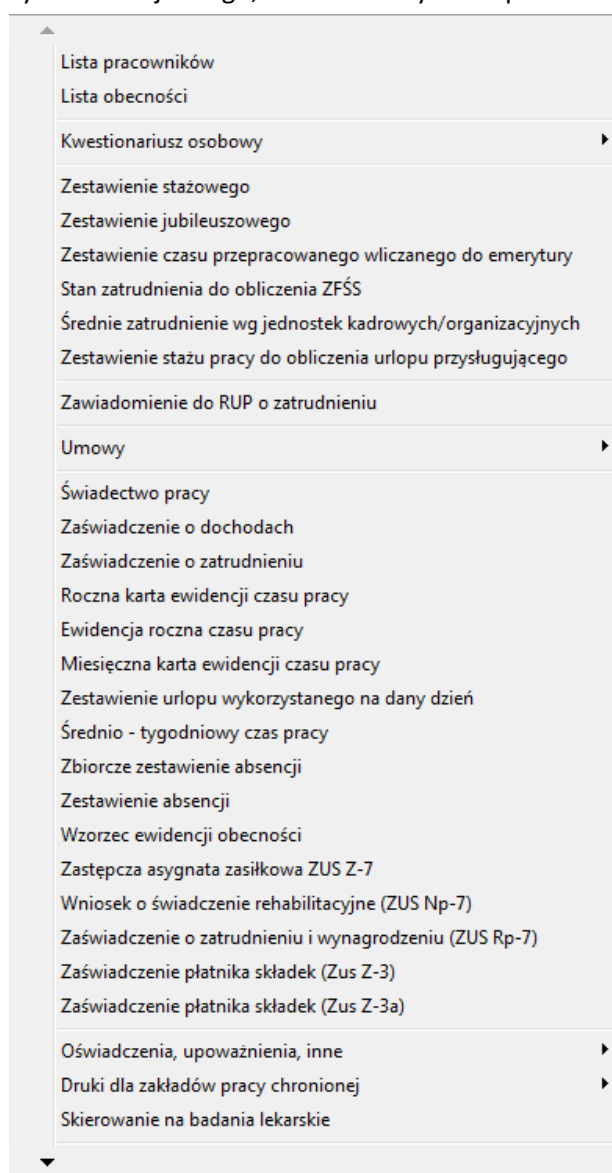 Lista pracowników
Lista obecności
Kwestionariusz osobowy
Zestawienie stażowego
Zestawienie jubileuszowego
Zestawienie czasu przepracowanego wliczanego do emerytury
Stan zatrudnienia do obliczenia ZFŚS
Średnie zatrudnienie wg jednostek kadrowych/organizacyjnych
Zestawienie stażu pracy do obliczenia urlopu przysługującego
Zawiadomienie do RUP o zatrudnieniu
Umowy
Świadectwo pracy
Zaświadczenie o dochodach
Zaświadczenie o zatrudnieniu
Roczna karta ewidencji czasu pracy
Ewidencja roczna czasu pracy
Miesięczna karta ewidencji czasu pracy
Zestawienie urlopu wykorzystanego na dany dzień
Średnio - tygodniowy czas pracy
Zbiorcze zestawienie absencji
Zestawienie absencji
Wzorzec ewidencji obecności
Zastępcza asygnata zasiłkowa ZUS Z-7
Wniosek o świadczenie rehabilitacyjne (ZUS Np-7)
Zaświadczenie o zatrudnieniu i wynagrodzeniu (ZUS Rp-7)
Zaświadczenie płatnika składek (Zus Z-3)
Zaświadczenie płatnika składek (Zus Z-3a)
Oświadczenia, upoważnienia, inne
Druki dla zakładów pracy chronionej
Skierowanie na badania lekarskie